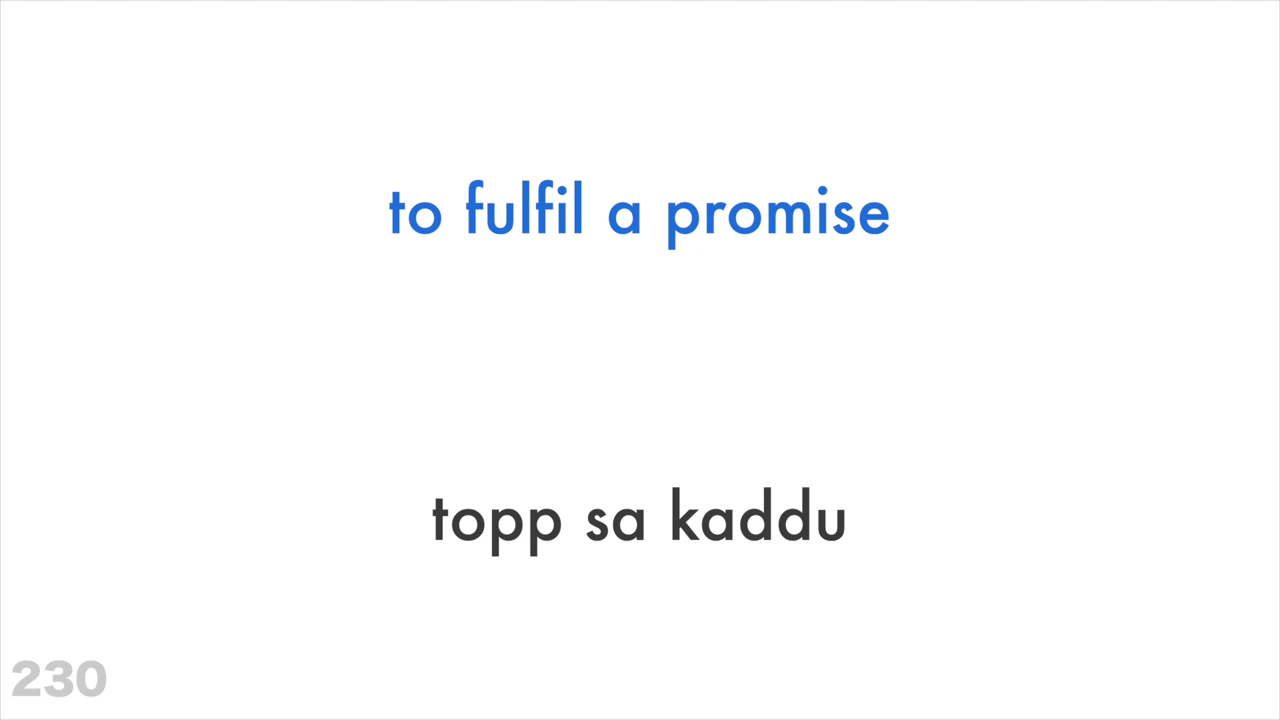 to fulfil a promise
topp sa kaddu
230